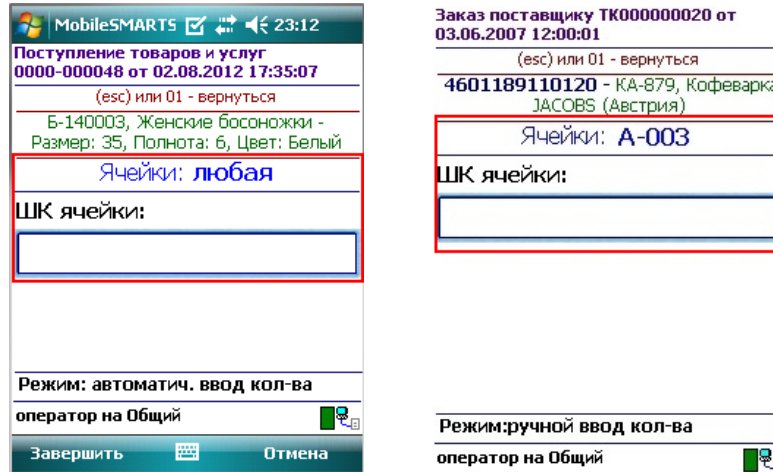 MobileSMARTS 23:12
Поступление товаров и услуг
0000-000048 от 02.08.2012 17:35:07
(esc) или 01 - вернуться
Б-140003, Женские босоножки -
Размер: 35, Полнота: 6, Цвет: Белый
Ячейки: любая
ШК ячейки:
Режим: автоматич. ввод кол-ва
оператор на Общий
Завершить Отмена
Заказ поставщику ТК000000020 от
03.06.2007 12:00:01
(esc) или 01 - вернуться
4601189110120 - КА-879, Кофеварка
JACOBS (Австрия)
Ячейки: А-003
ШК ячейки:
Режим:ручной ввод кол-ва
оператор на Общий